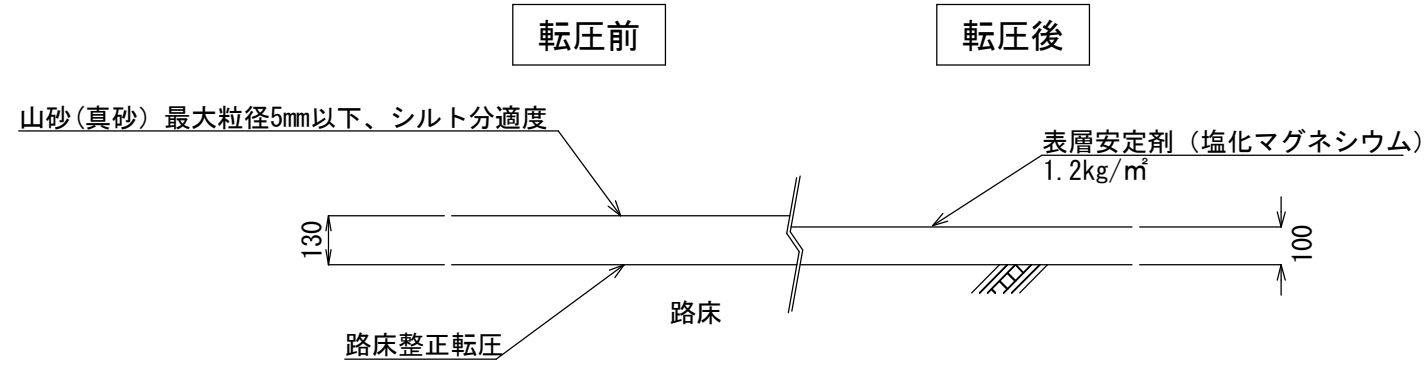 転圧前
転圧後
山砂(真砂) 最大粒径5㎜以下、シルト分適度
表層安定剤 (塩化マグネシウム)
1.2kg/㎡
130
100
路床
路床整正転圧